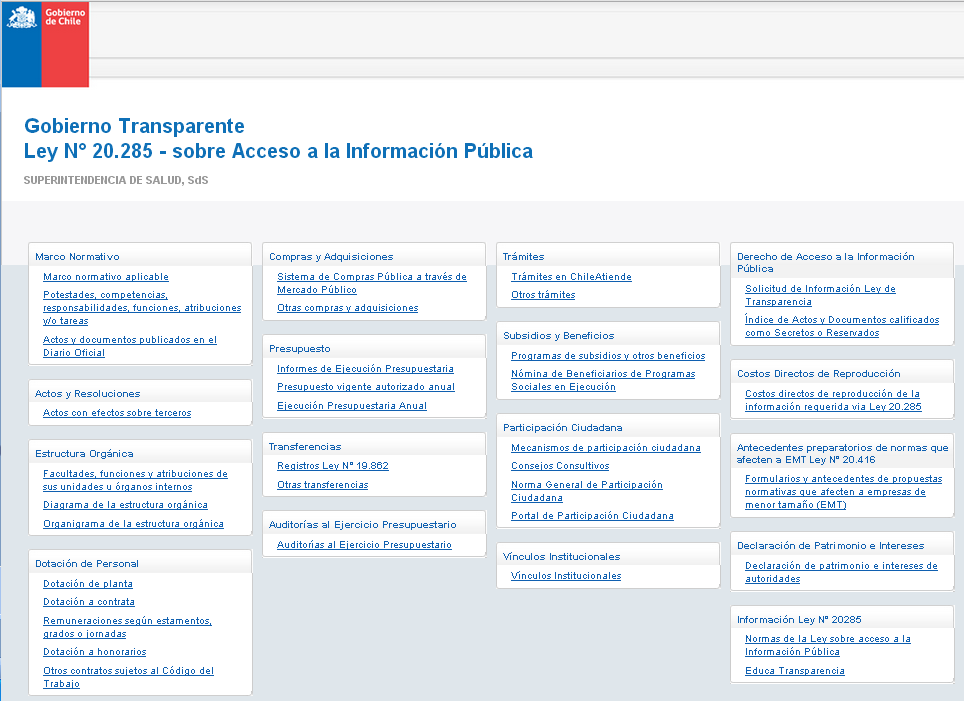 Gobierno
de Chile
Gobierno Transparente
Ley N° 20.285 - sobre Acceso a la Información Pública
SUPERINTENDENCIA DE SALUD, SdS
Marco Normativo
Marco normativo aplicable
Potestades, competencias,
responsabilidades, funciones, atribuciones
y/o tareas
Actos y documentos publicados en el
Diario Oficial
Actos y Resoluciones
Actos con efectos sobre terceros
Estructura Orgánica
Facultades, funciones y atribuciones de
sus unidades u órganos internos
Diagrama de la estructura orgánica
Organigrama de la estructura orgánica
Dotación de Personal
Dotación de planta
Dotación a contrata
Remuneraciones según estamentos,
grados o jornadas
Dotación a honorarios
Otros contratos sujetos al Código del
Trabajo
Compras y Adquisiciones
Sistema de Compras Pública a través de
Mercado Público
Otras compras y adquisiciones
Presupuesto
Informes de Ejecución Presupuestaria
Presupuesto vigente autorizado anual
Ejecución Presupuestaria Anual
Transferencias
Registros Ley Nº 19.862
Otras transferencias
Auditorías al Ejercicio Presupuestario
Auditorías al Ejercicio Presupuestario
Trámites
Trámites en ChileAtiende
Otros trámites
Subsidios y Beneficios
Programas de subsidios y otros beneficios
Nómina de Beneficiarios de Programas
Sociales en Ejecución
Participación Ciudadana
Mecanismos de participación ciudadana
Consejos Consultivos
Norma General de Participación
Ciudadana
Portal de Participación Ciudadana
Vínculos Institucionales
Vínculos Institucionales
Derecho de Acceso a la Información
Pública
Solicitud de Información Ley de
Transparencia
Índice de Actos y Documentos calificados
como Secretos o Reservados
Costos Directos de Reproducción
Costos directos de reproducción de la
información requerida via Ley 20.285
Antecedentes preparatorios de normas que
afecten a EMT Ley Nº 20.416
Formularios y antecedentes de propuestas
normativas que afecten a empresas de
menor tamaño (EMT)
Declaración de Patrimonio e Intereses
Declaración de patrimonio e intereses de
autoridades
Información Ley Nº 20285
Normas de la Ley sobre acceso a la
Información Pública
Educa Transparencia